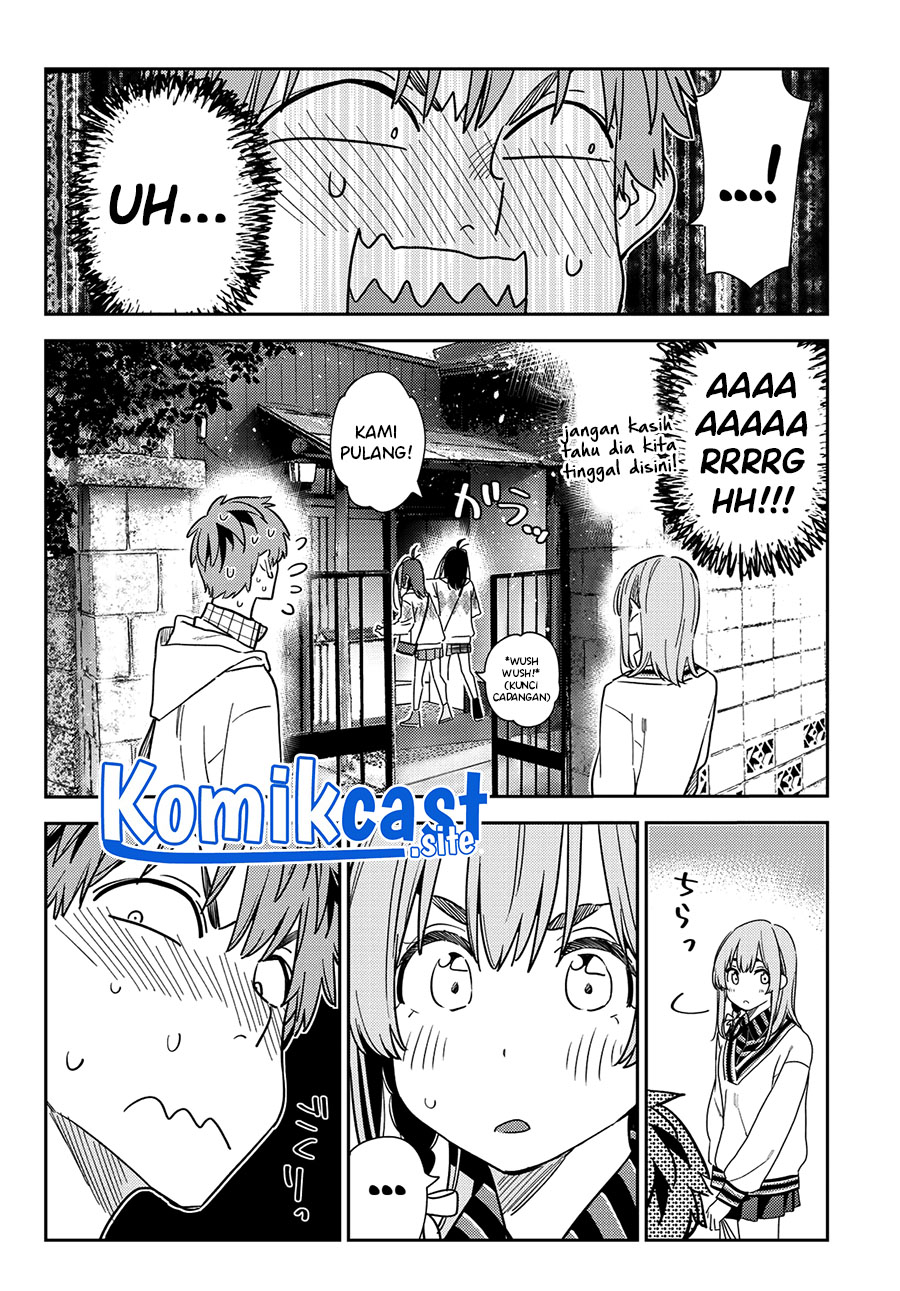 ....!
UH...
AAAA
AAAAA
RRRRG
HH!!!
jangan kasih
tahu dia kita
tinggal disini!
KAMI
PULANG!
ガラッ
*WUSH
WUSH!*
(KUNCI
CADANGAN)
Komikcast
.site
ちらっ
...